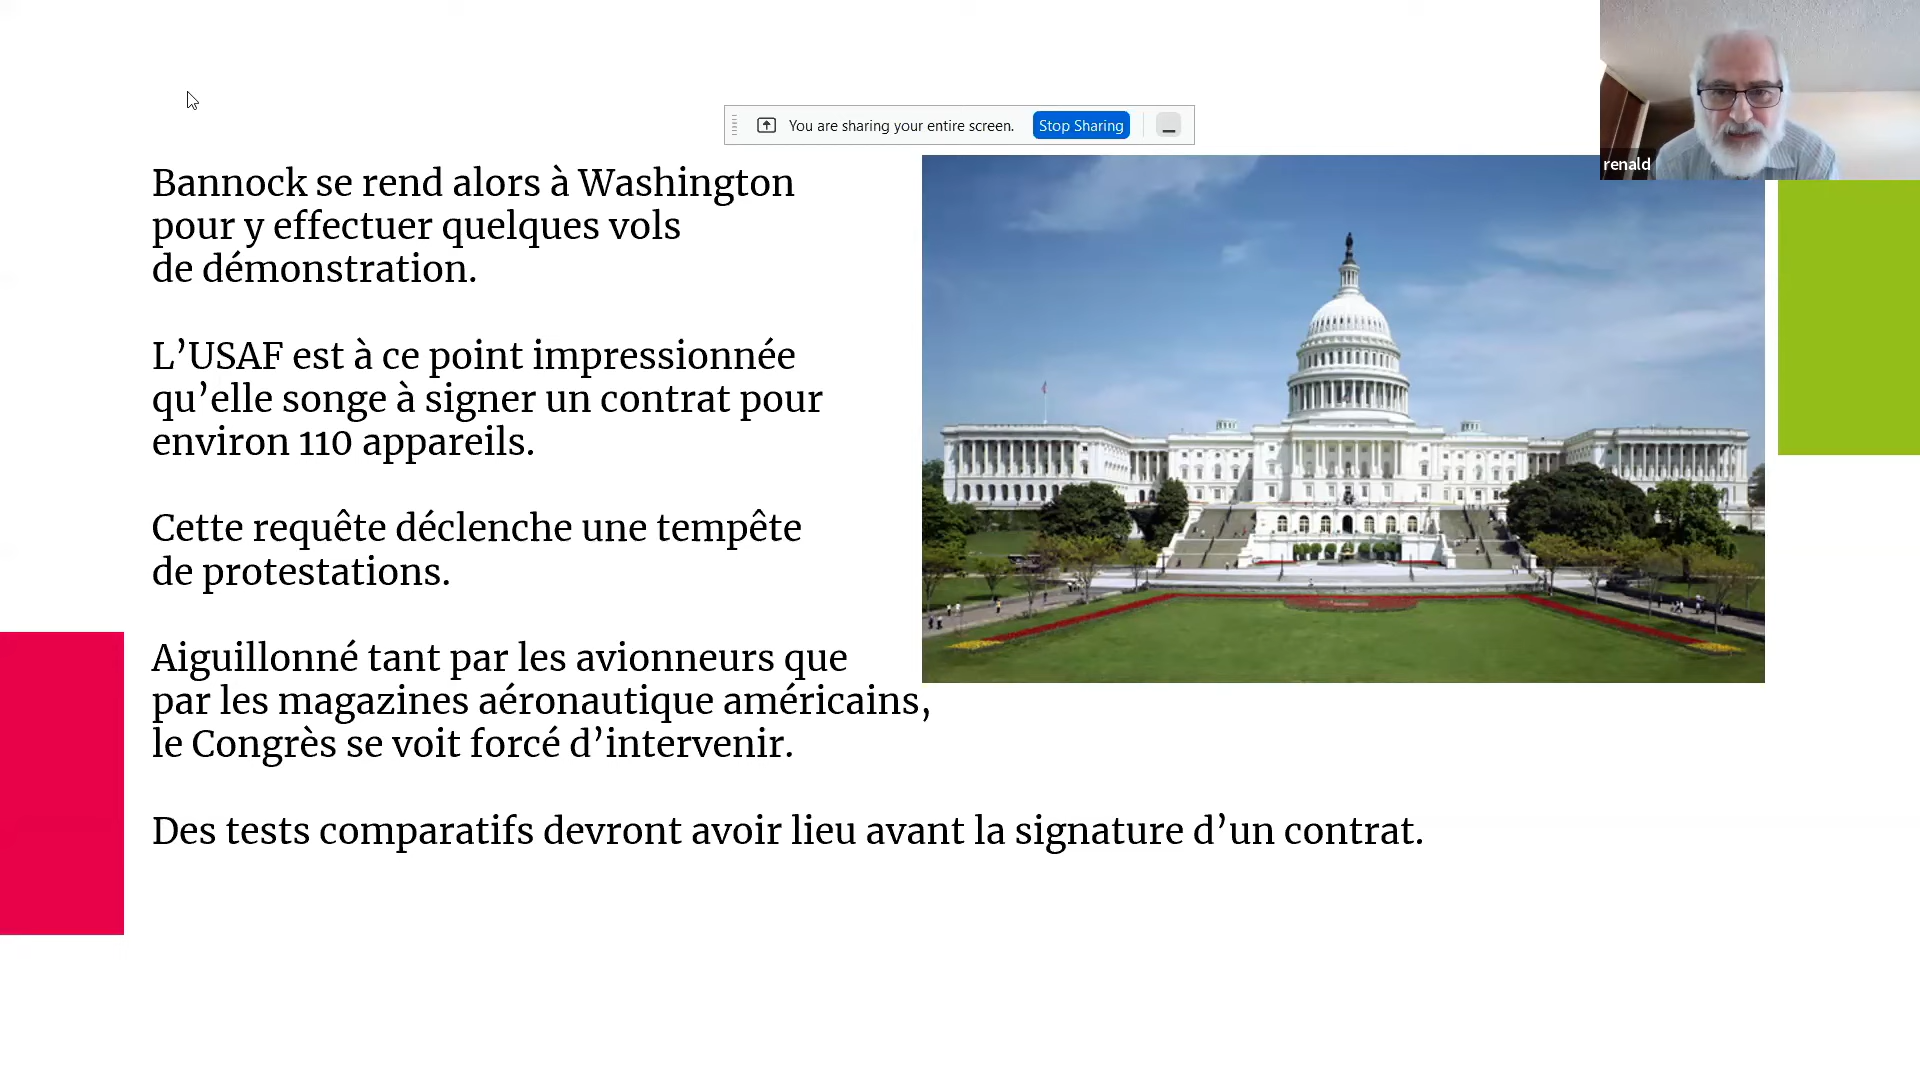 You are sharing your entire screen. Stop Sharing
renald
Bannock se rend alors à Washington
pour y effectuer quelques vols
de démonstration.
L’USAF est à ce point impressionnée
qu’elle songe à signer un contrat pour
environ 110 appareils.
Cette requête déclenche une tempête
de protestations.
Aiguillonné tant par les avionneurs que
par les magazines aéronautique américains,
le Congrès se voit forcé d’intervenir.
Des tests comparatifs devront avoir lieu avant la signature d’un contrat.